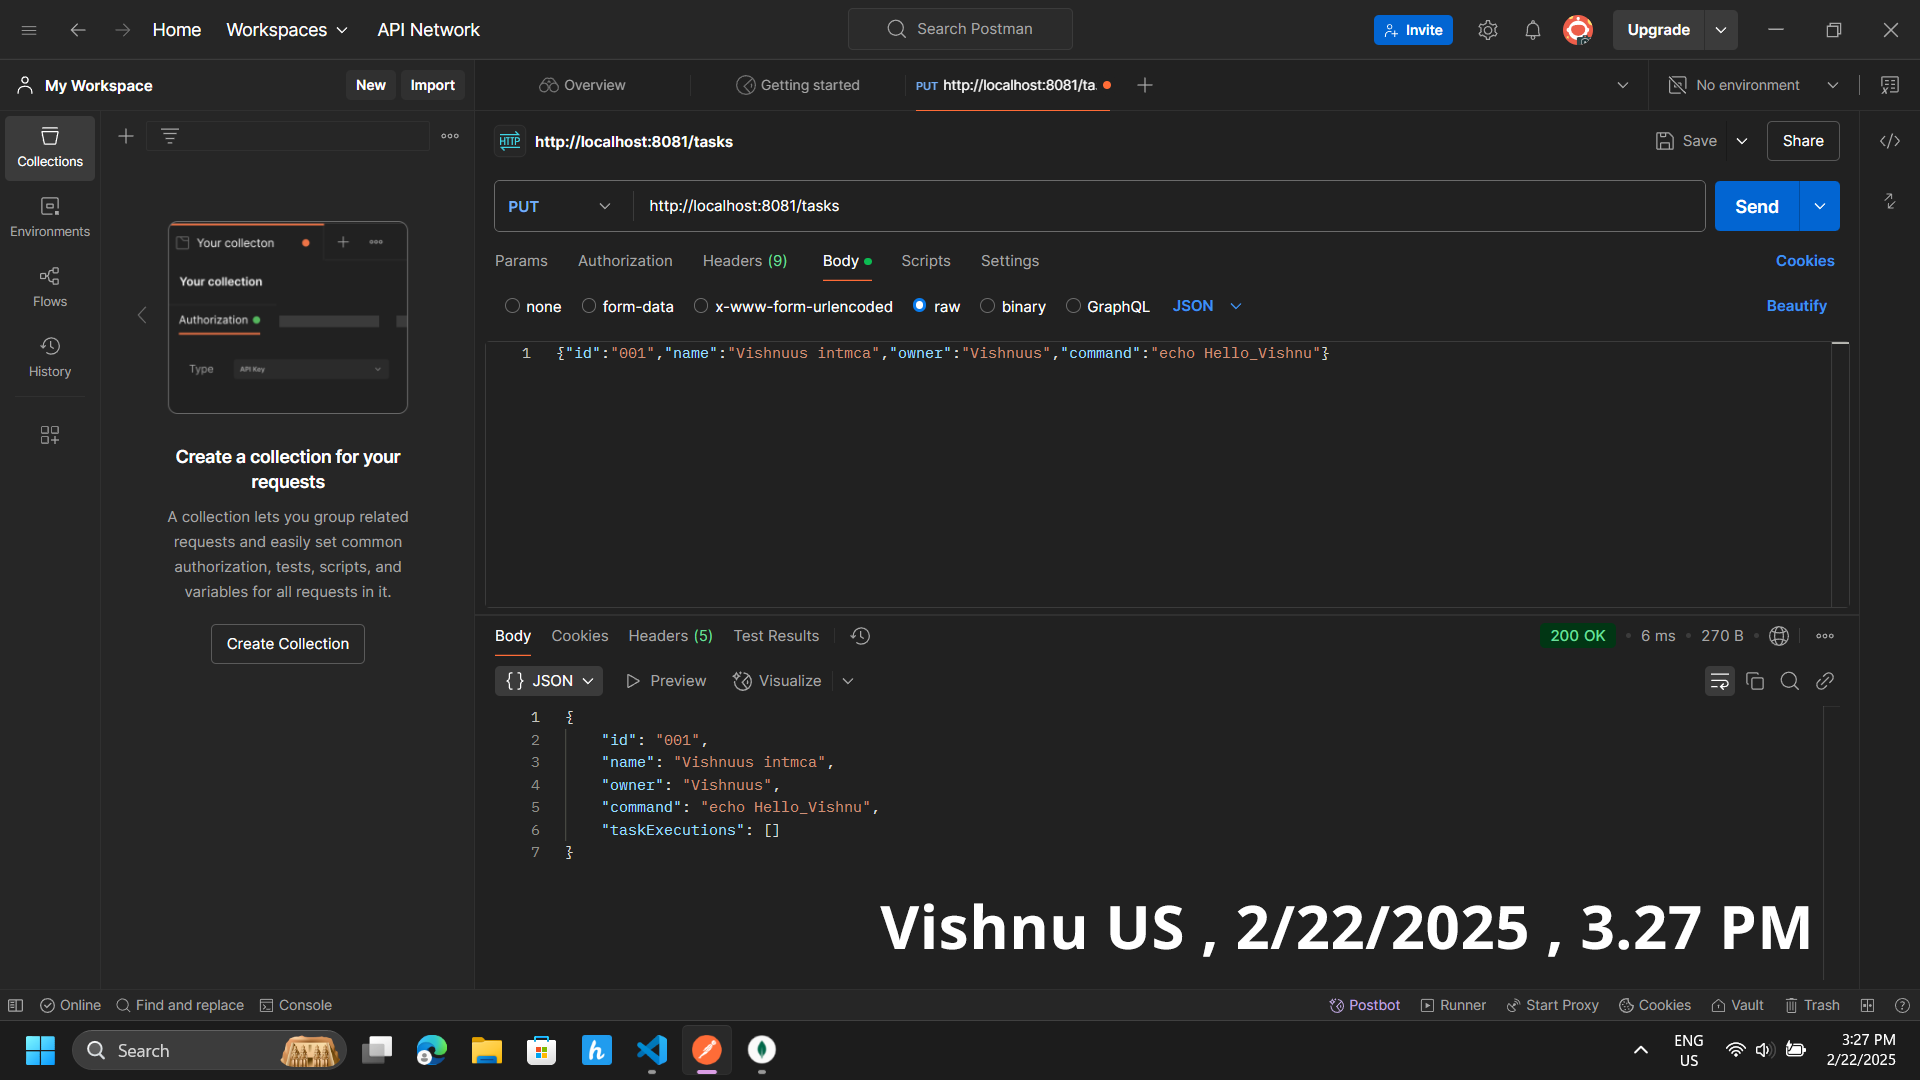 Home Workspaces API Network Search Postman Invite Upgrade
My Workspace New Import Overview Getting started PUT http://localhost:8081/ta. No environment
Collections
Environments
Flows
History
Your collecton
Your collection
Authorization
Type API Key
Create a collection for your
requests
A collection lets you group related
requests and easily set common
authorization, tests, scripts, and
variables for all requests in it.
Create Collection
HTTP http://localhost:8081/tasks Save Share
PUT http://localhost:8081/tasks Send
Params Authorization Headers (9) Body Scripts Settings Cookies
none form-data x-www-form-urlencoded raw binary GraphQL JSON Beautify
1 {"id":"001","name":"Vishnuus intmca","owner":"Vishnuus","command":"echo Hello_Vishnu"}
Body Cookies Headers (5) Test Results 200 OK 6 ms 270 B
{} JSON Preview Visualize
1 {
2 "id": "001",
3 "name": "Vishnuus intmca",
4 "owner": "Vishnuus",
5 "command": "echo Hello_Vishnu",
6 "taskExecutions": []
7 }
Vishnu US , 2/22/2025 , 3.27 PM
Online Find and replace Console Postbot Runner Start Proxy Cookies Vault Trash
Search ENG 3:27 PM
US 2/22/2025